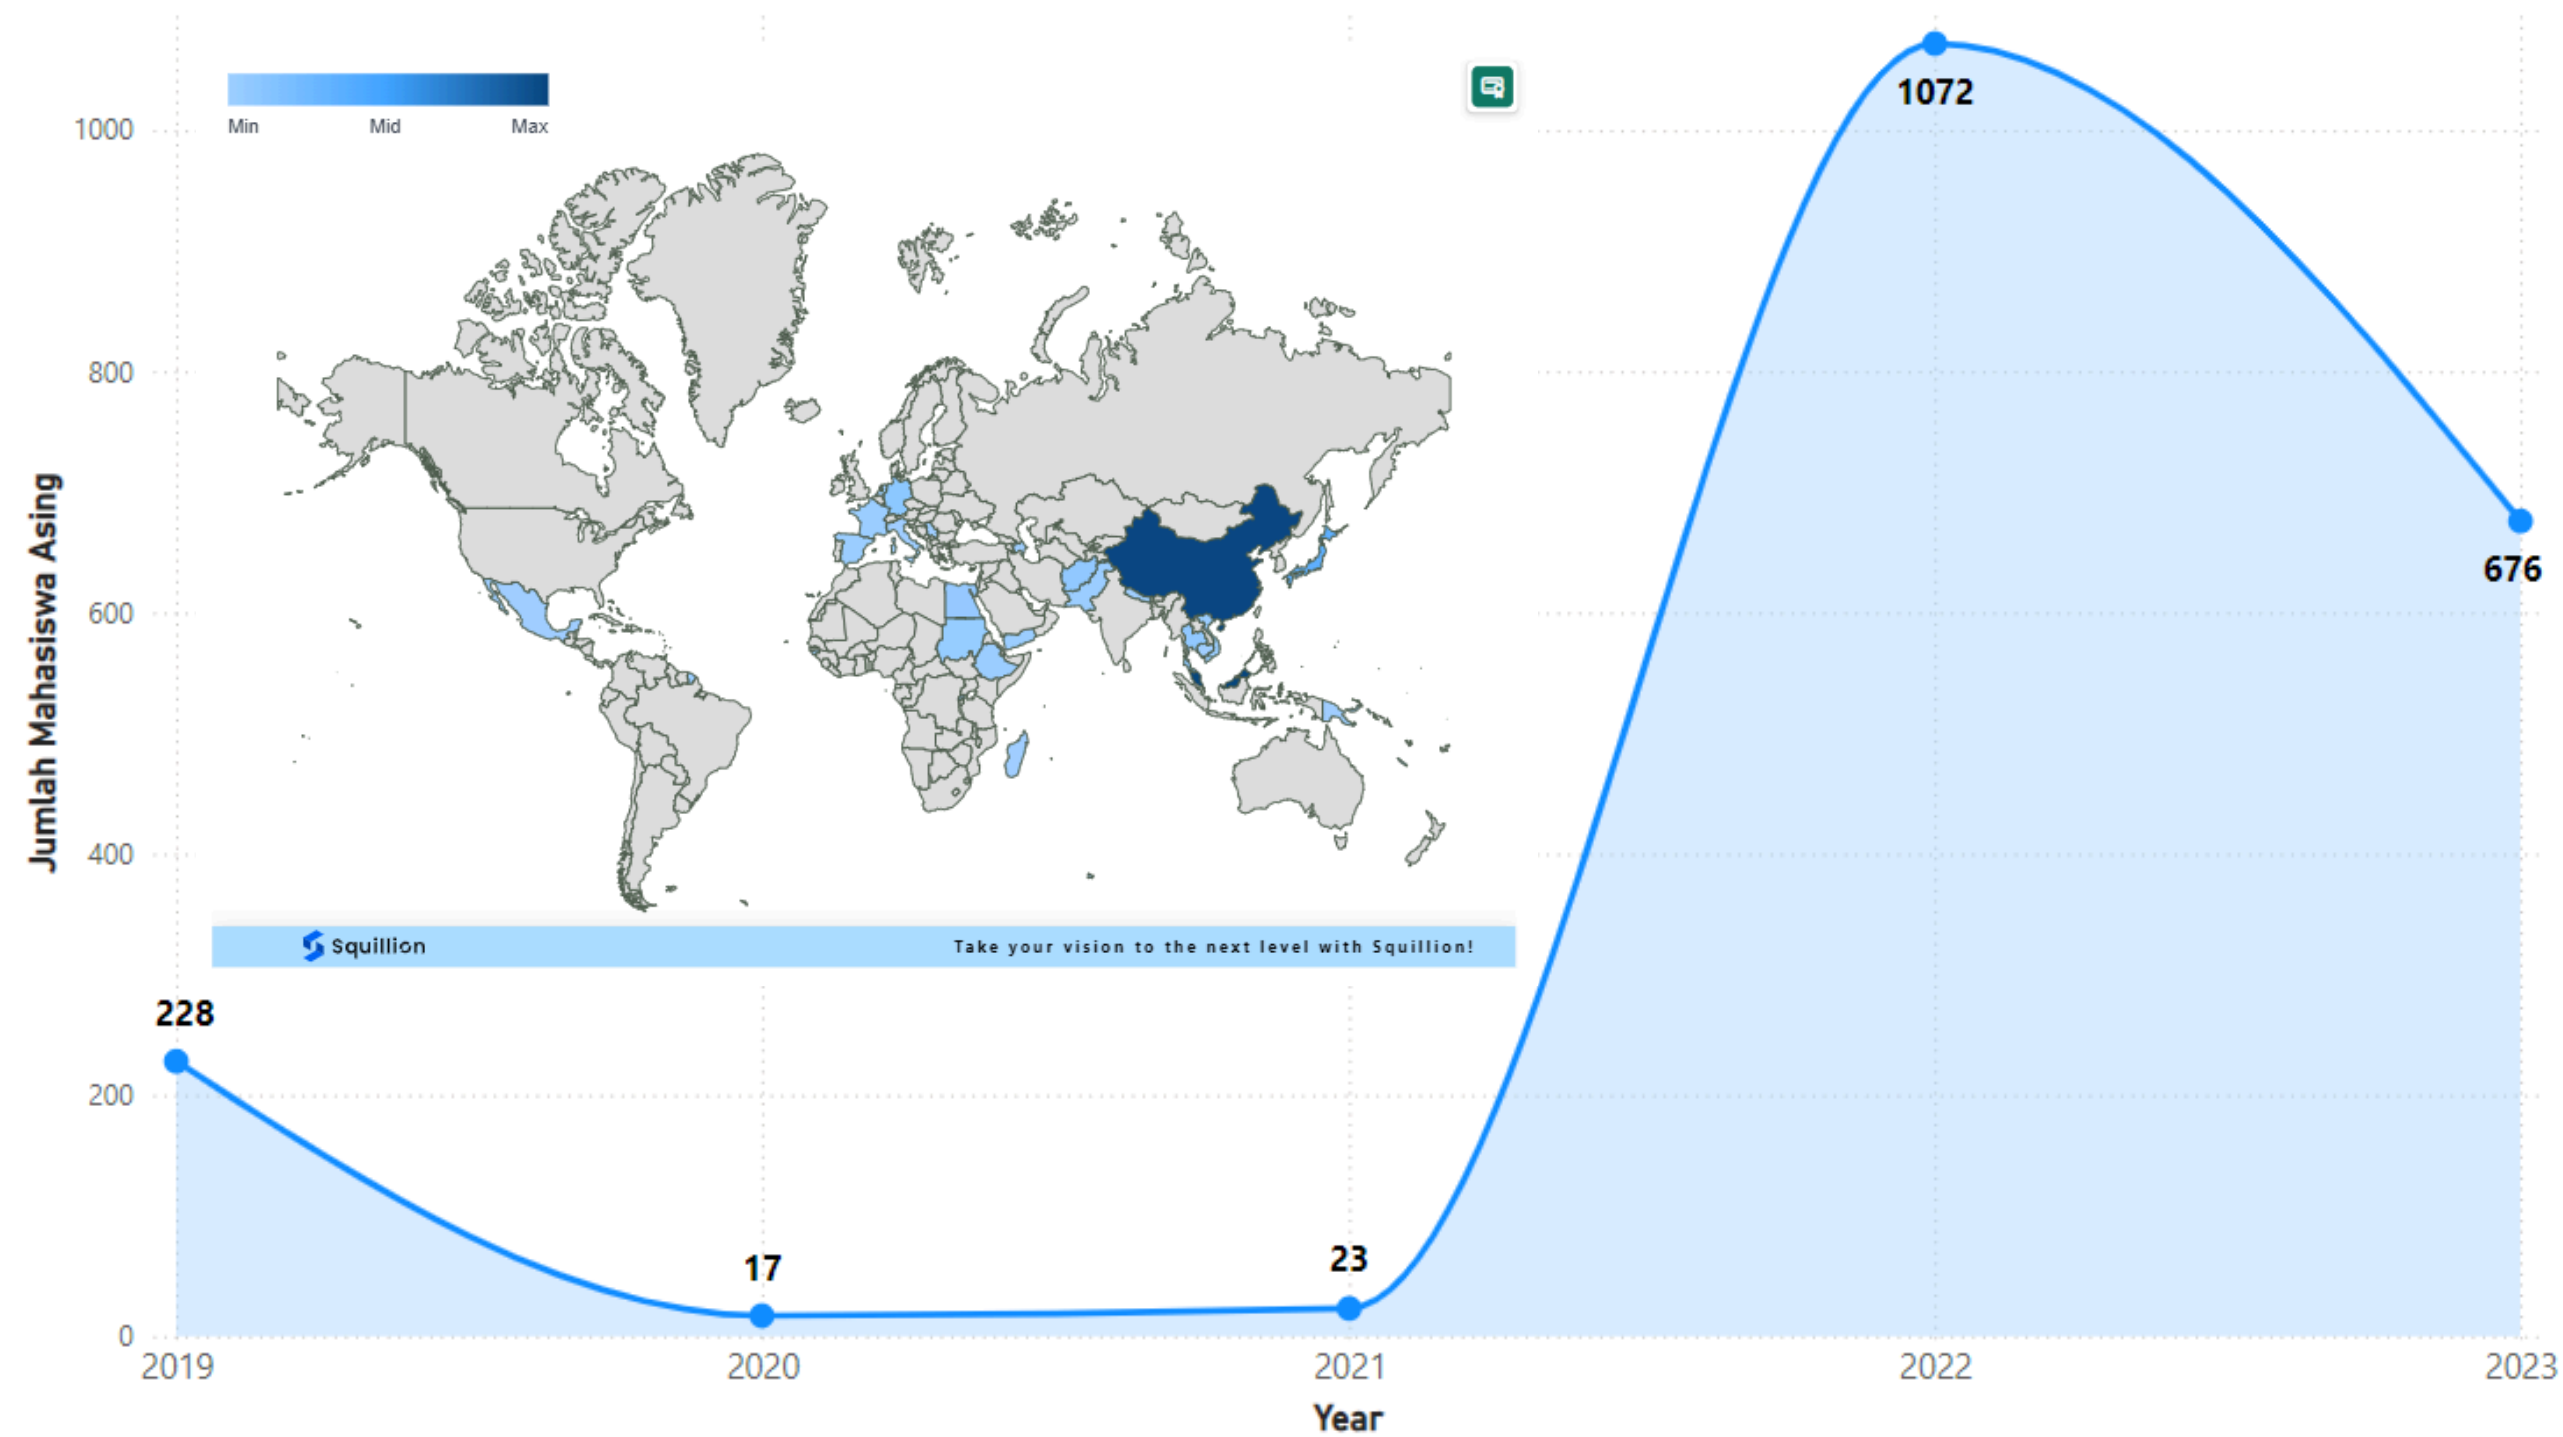 Min Mid Max
1000
800
600
400
200
0
Jumlah Mahasiswa Asing
Squillion
Take your vision to the next level with Squillion!
228
17
23
1072
676
2019 2020 2021 2022 2023
Year